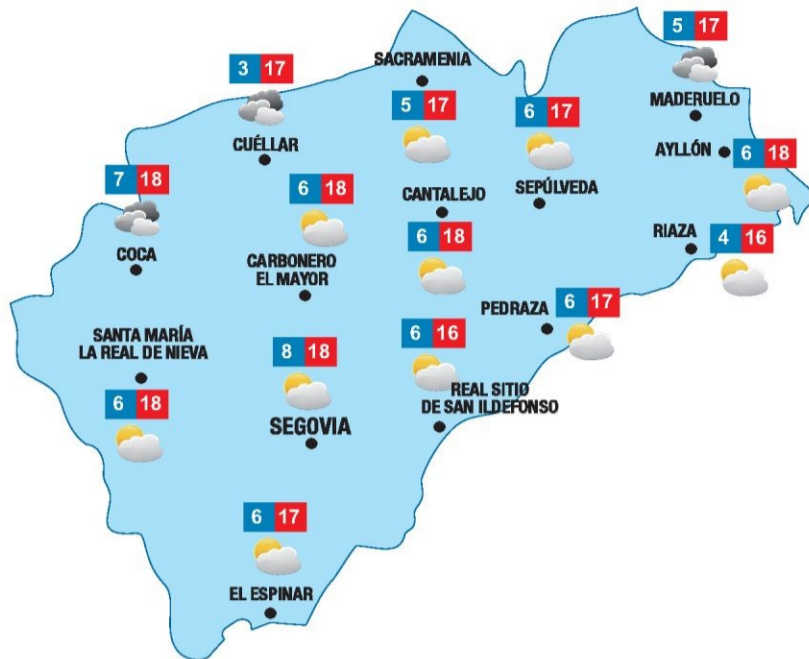 5 17
SACRAMENIA
3 17
MADERUELO
5 17
6 17
CUÉLLAR
AYLLÓN
6 18
7 18
6 18
CANTALEJO
SEPÚLVEDA
COCA
CARBONERO
EL MAYOR
6 18
RIAZA
4 16
PEDRAZA
6 17
SANTA MARÍA
LA REAL DE NIEVA
8 18
6 16
REAL SITIO
DE SAN ILDEFONSO
6 18
SEGOVIA
6 17
EL ESPINAR